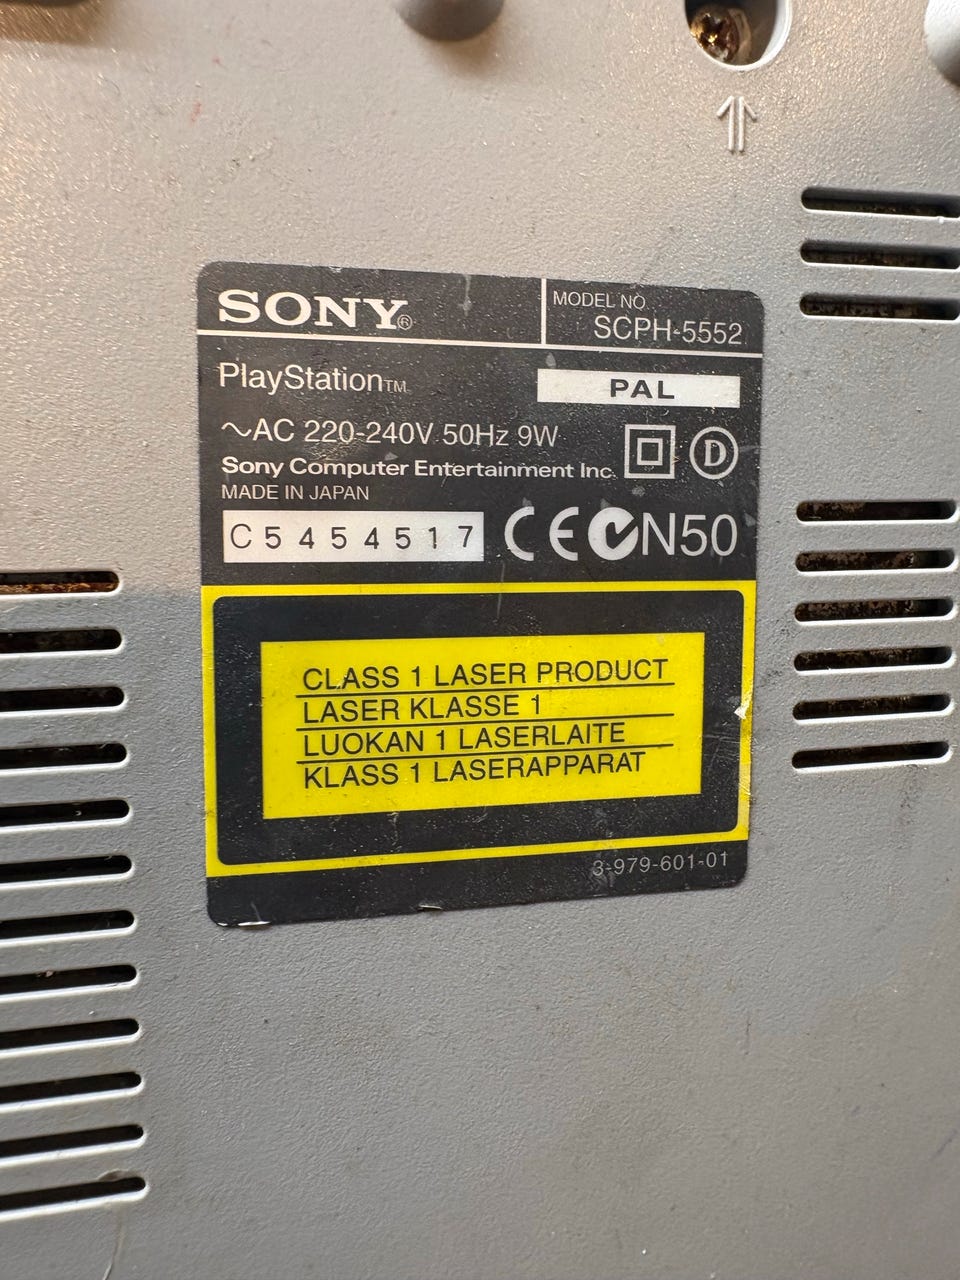 SONY®
MODEL NO.
SCPH-5552
PlayStation™
PAL
~AC 220-240V 50Hz 9W
D
Sony Computer Entertainment Inc.
MADE IN JAPAN
C5454517
CE N50
CLASS 1 LASER PRODUCT
LASER KLASSE 1
LUOKAN 1 LASERLAITE
KLASS 1 LASERAPPARAT
3-979-601-01